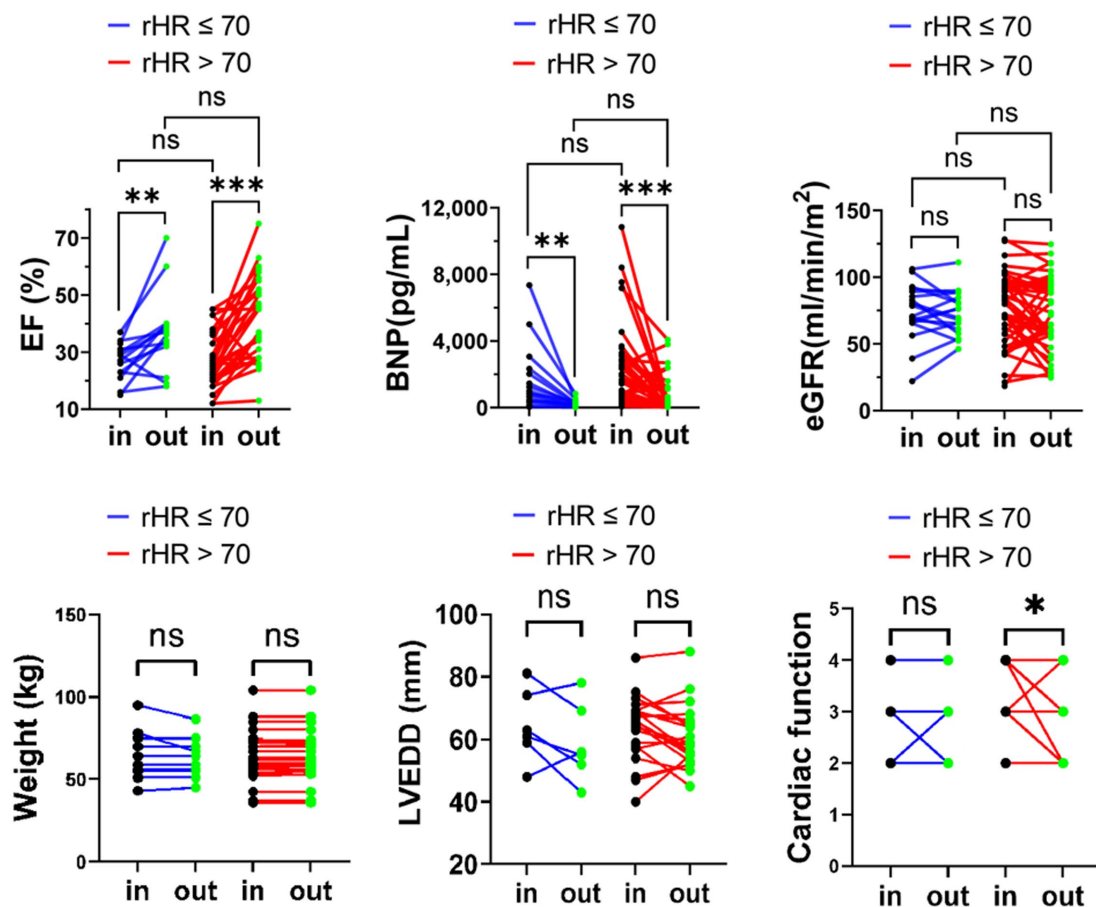 rHR ≤ 70
rHR > 70
ns
ns
** ***
EF (%)
70
50
30
10
in out in out
rHR ≤ 70
rHR > 70
ns
ns
** ***
BNP(pg/mL)
12,000
8,000
4,000
0
in out in out
rHR ≤ 70
rHR > 70
ns
ns
ns ns
eGFR(ml/min/m²)
150
100
50
0
in out in out
rHR ≤ 70
rHR > 70
ns ns
Weight (kg)
150
100
50
0
in out in out
rHR ≤ 70
rHR > 70
ns ns
LVEDD (mm)
100
80
60
40
20
in out in out
rHR ≤ 70
rHR > 70
ns *
Cardiac function
5
4
3
2
1
0
in out in out